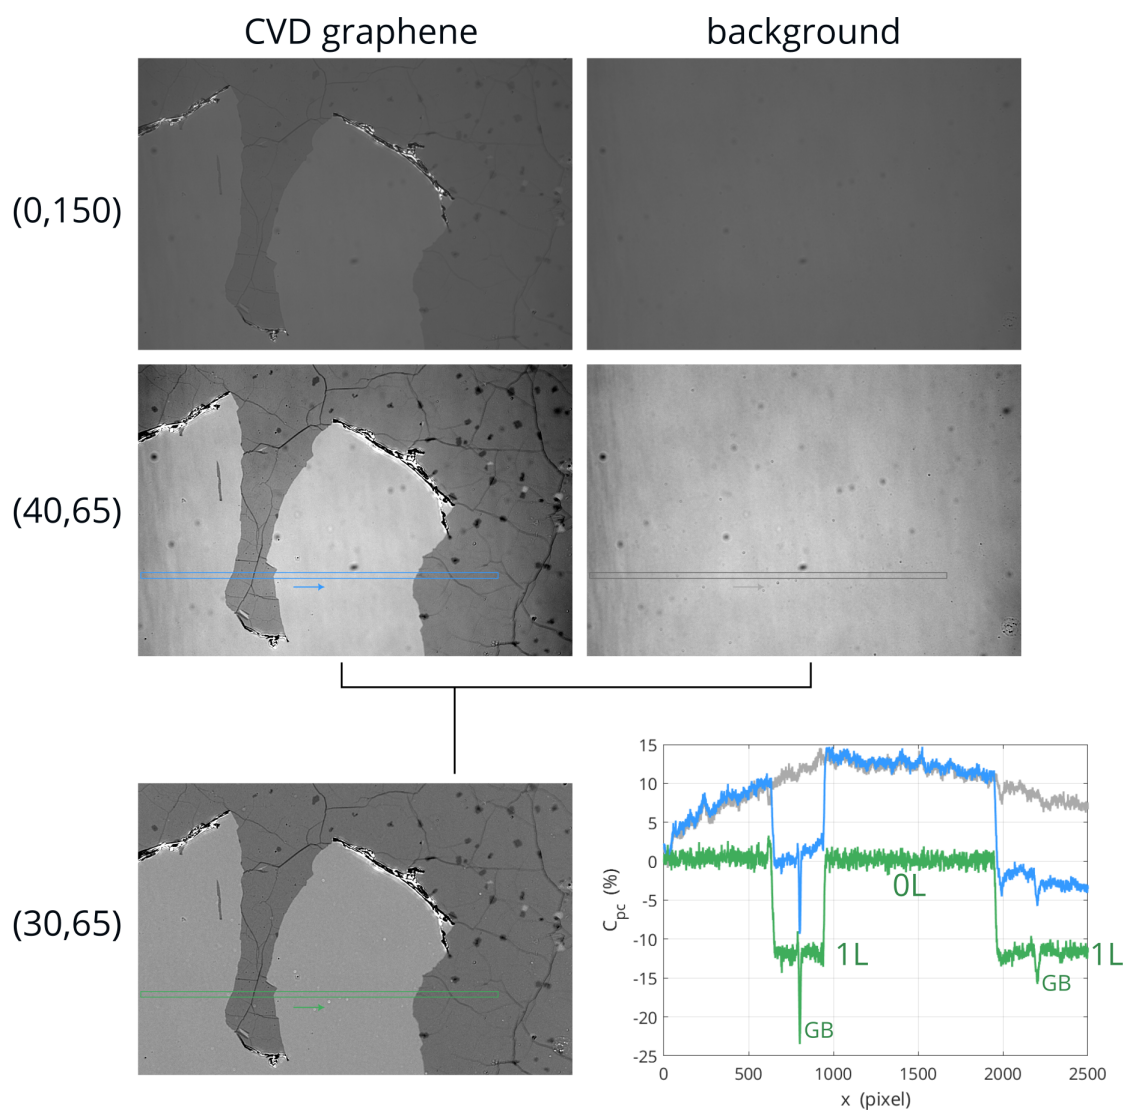 CVD graphene
background
(0,150)
(40,65)
(30,65)
15
10
5
0
-5
-10
-15
-20
-25
C_pc (%)
0L
1L
1L
GB
GB
0 500 1000 1500 2000 2500
x (pixel)